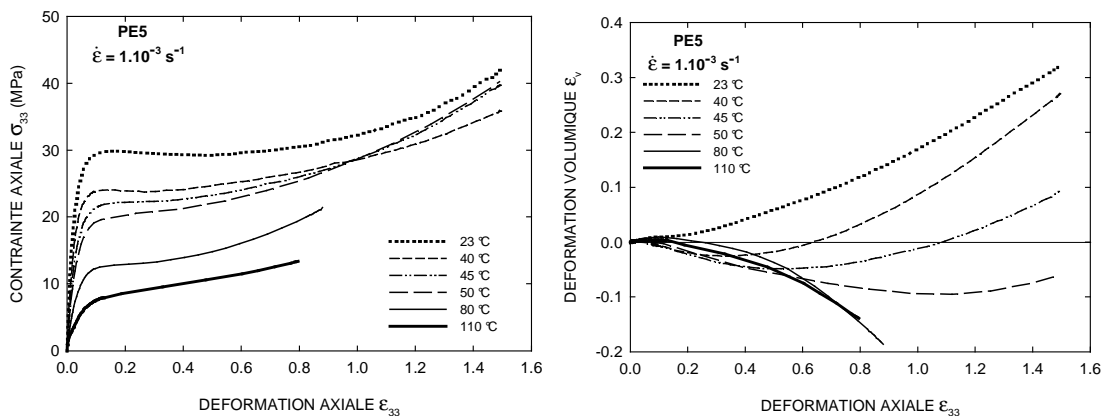 PE5
ε̇ = 1.10⁻³ s⁻¹
CONTRAINTE AXIALE σ₃₃ (MPa)
50
40
30
20
10
0
23 °C
40 °C
45 °C
50 °C
80 °C
110 °C
0.0 0.2 0.4 0.6 0.8 1.0 1.2 1.4 1.6
DEFORMATION AXIALE ε₃₃
PE5
ε̇ = 1.10⁻³ s⁻¹
23 °C
40 °C
45 °C
50 °C
80 °C
110 °C
DEFORMATION VOLUMIQUE εᵥ
0.4
0.3
0.2
0.1
0.0
-0.1
-0.2
0.0 0.2 0.4 0.6 0.8 1.0 1.2 1.4 1.6
DEFORMATION AXIALE ε₃₃